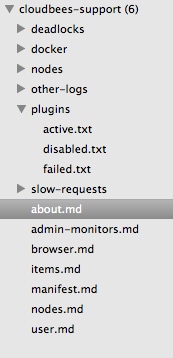 cloudbees-support (6)
deadlocks
docker
nodes
other-logs
plugins
active.txt
disabled.txt
failed.txt
slow-requests
about.md
admin-monitors.md
browser.md
items.md
manifest.md
nodes.md
user.md